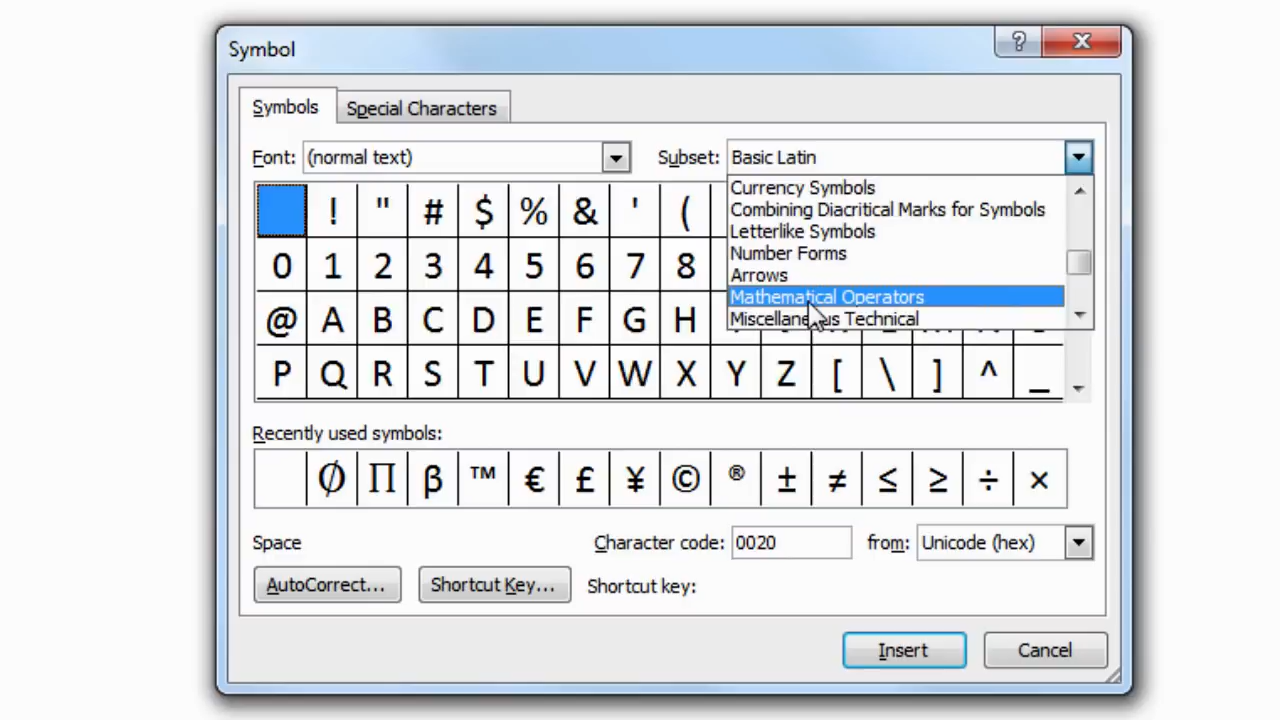 Symbol ?
Symbols Special Characters
Font: (normal text) Subset: Basic Latin
Currency Symbols
Combining Diacritical Marks for Symbols
Letterlike Symbols
Number Forms
Arrows
Mathematical Operators
Miscellaneous Technical
! " # $ % & ' (
0 1 2 3 4 5 6 7 8
@ A B C D E F G H
P Q R S T U V W X Y Z [ \ ] ^ _
Recently used symbols:
Ø Π β ™ € £ ¥ © ® ± ≠ ≤ ≥ ÷ ×
Space Character code: 0020 from: Unicode (hex)
AutoCorrect... Shortcut Key... Shortcut key:
Insert Cancel